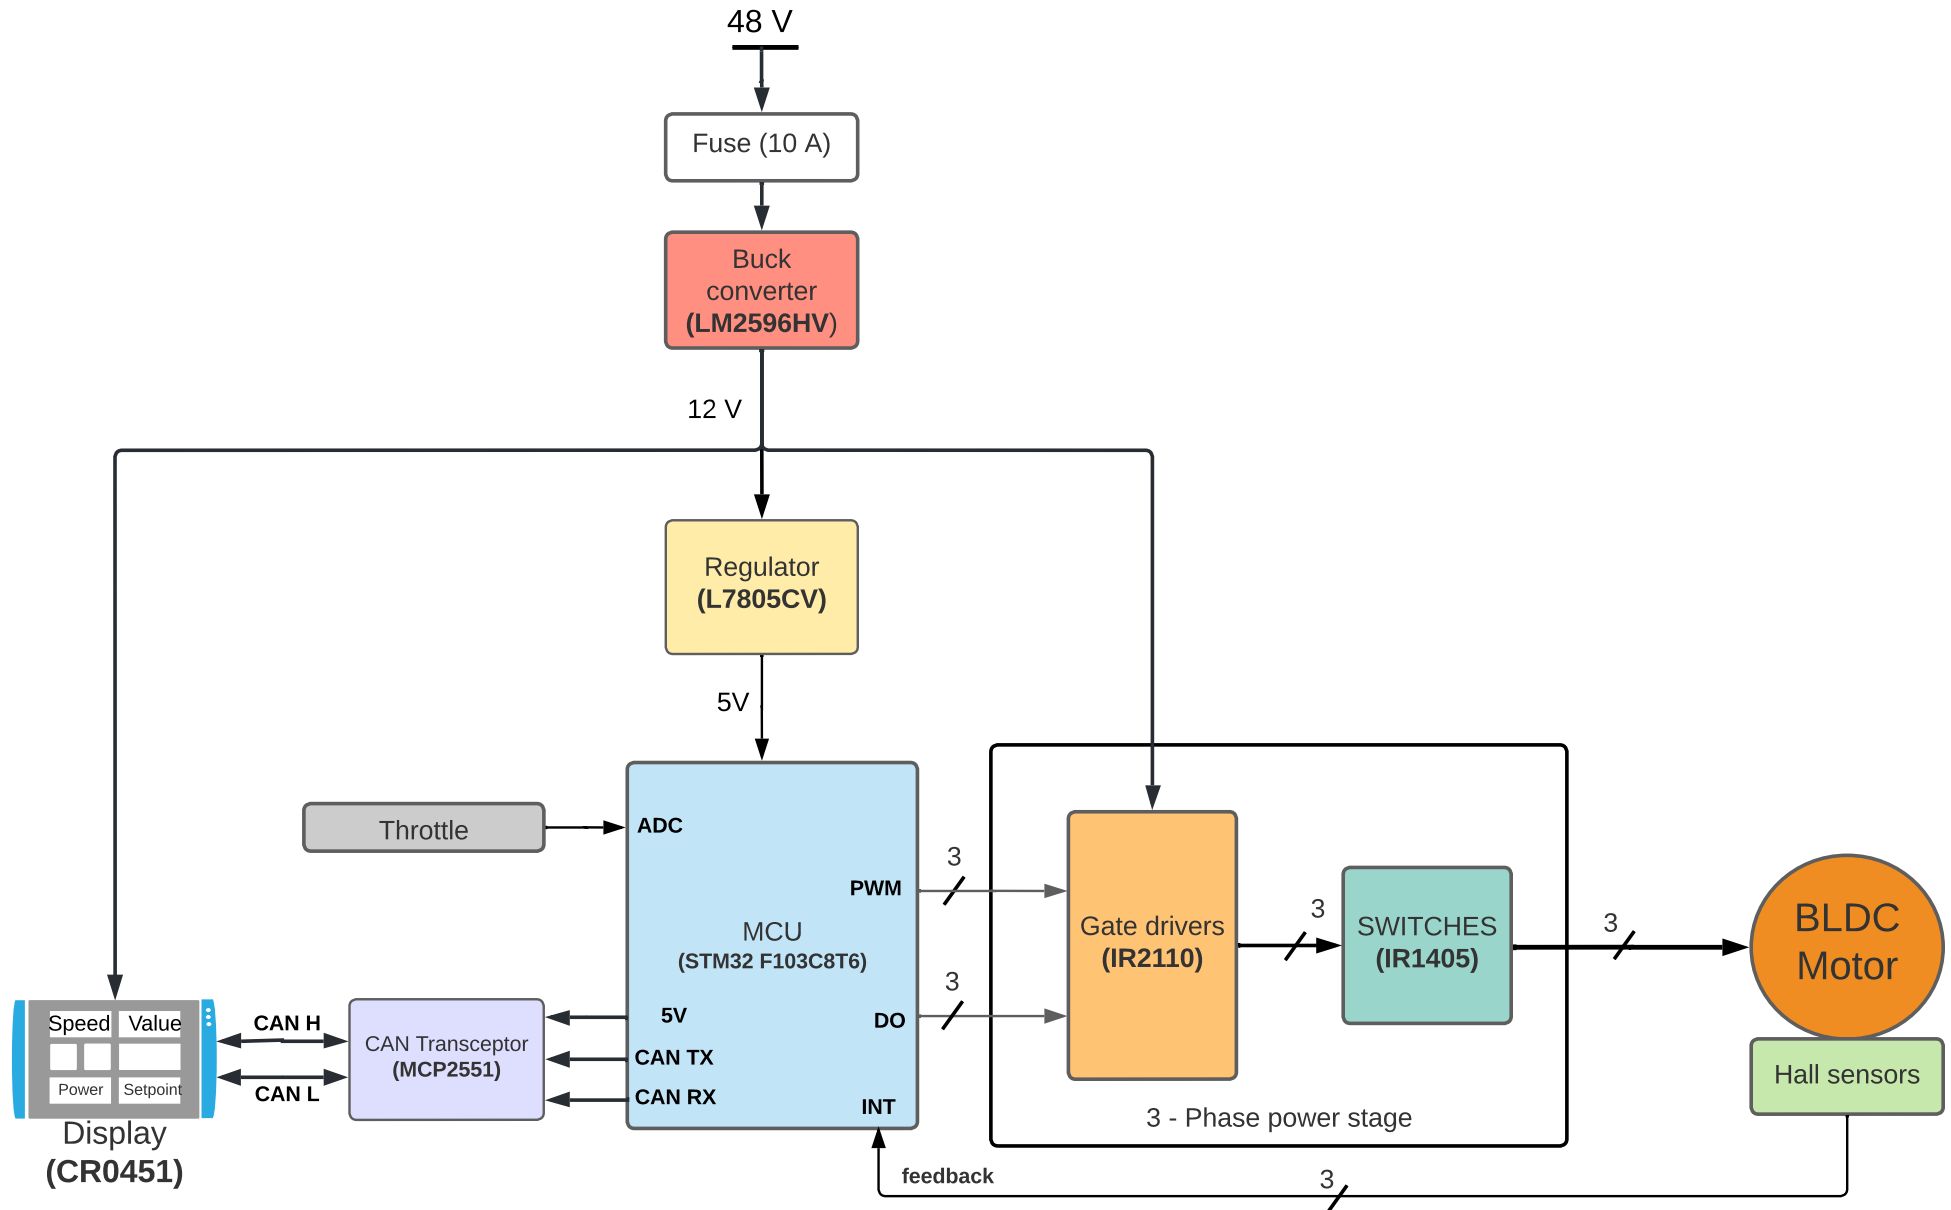 48 V
Fuse (10 A)
Buck
converter
(LM2596HV)
12 V
Regulator
(L7805CV)
5V
Throttle
ADC
PWM
MCU
(STM32 F103C8T6)
5V
DO
CAN TX
CAN RX
INT
3
3
Gate drivers
(IR2110)
3
SWITCHES
(IR1405)
3 - Phase power stage
3
BLDC
Motor
Hall sensors
feedback
3
CAN Transceptor
(MCP2551)
CAN H
CAN L
Speed Value
Power Setpoint
Display
(CR0451)